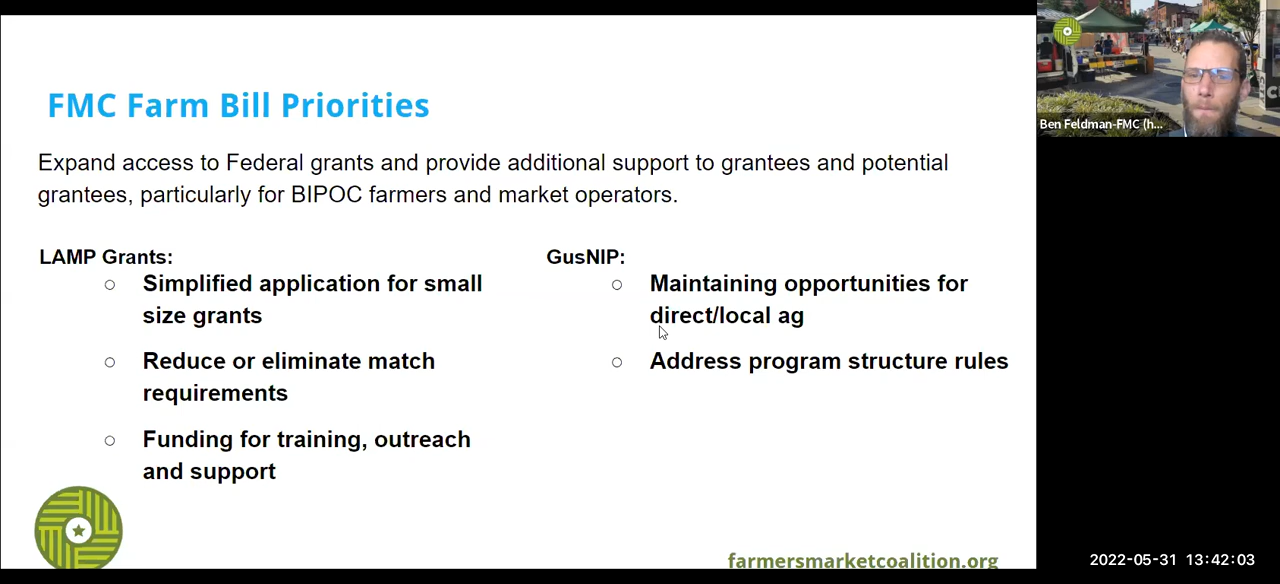 FMC Farm Bill Priorities
Expand access to Federal grants and provide additional support to grantees and potential
grantees, particularly for BIPOC farmers and market operators.
LAMP Grants:
○ Simplified application for small
size grants
○ Reduce or eliminate match
requirements
○ Funding for training, outreach
and support
GusNIP:
○ Maintaining opportunities for
direct/local ag
○ Address program structure rules
farmersmarketcoalition.org
Ben Feldman-FMC (h...
2022-05-31 13:42:03